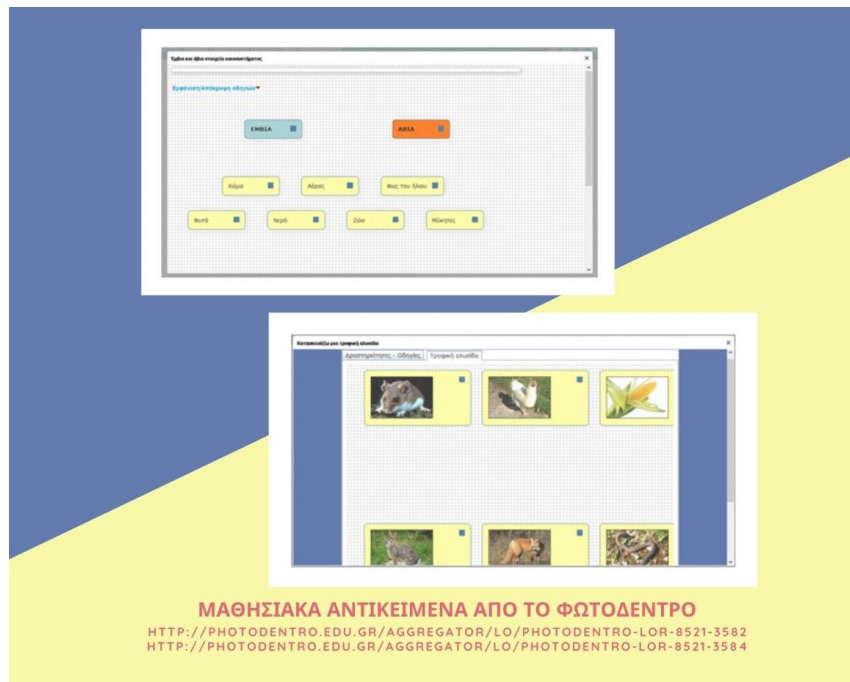 Έμβια και άβια στοιχεία οικοσυστήματος
Εμφάνιση/Απόκρυψη οδηγιών
ΕΜΒΙΑ ΑΒΙΑ
Χώμα Αέρας Φως του ήλιου
Φυτά Νερό Ζώα Μύκητες
Κατασκευάζω μια τροφική αλυσίδα
Δραστηριότητες - Οδηγίες Τροφική αλυσίδα
ΜΑΘΗΣΙΑΚΑ ΑΝΤΙΚΕΙΜΕΝΑ ΑΠΟ ΤΟ ΦΩΤΟΔΕΝΤΡΟ
HTTP://PHOTODENTRO.EDU.GR/AGGREGATOR/LO/PHOTODENTRO-LOR-8521-3582
HTTP://PHOTODENTRO.EDU.GR/AGGREGATOR/LO/PHOTODENTRO-LOR-8521-3584